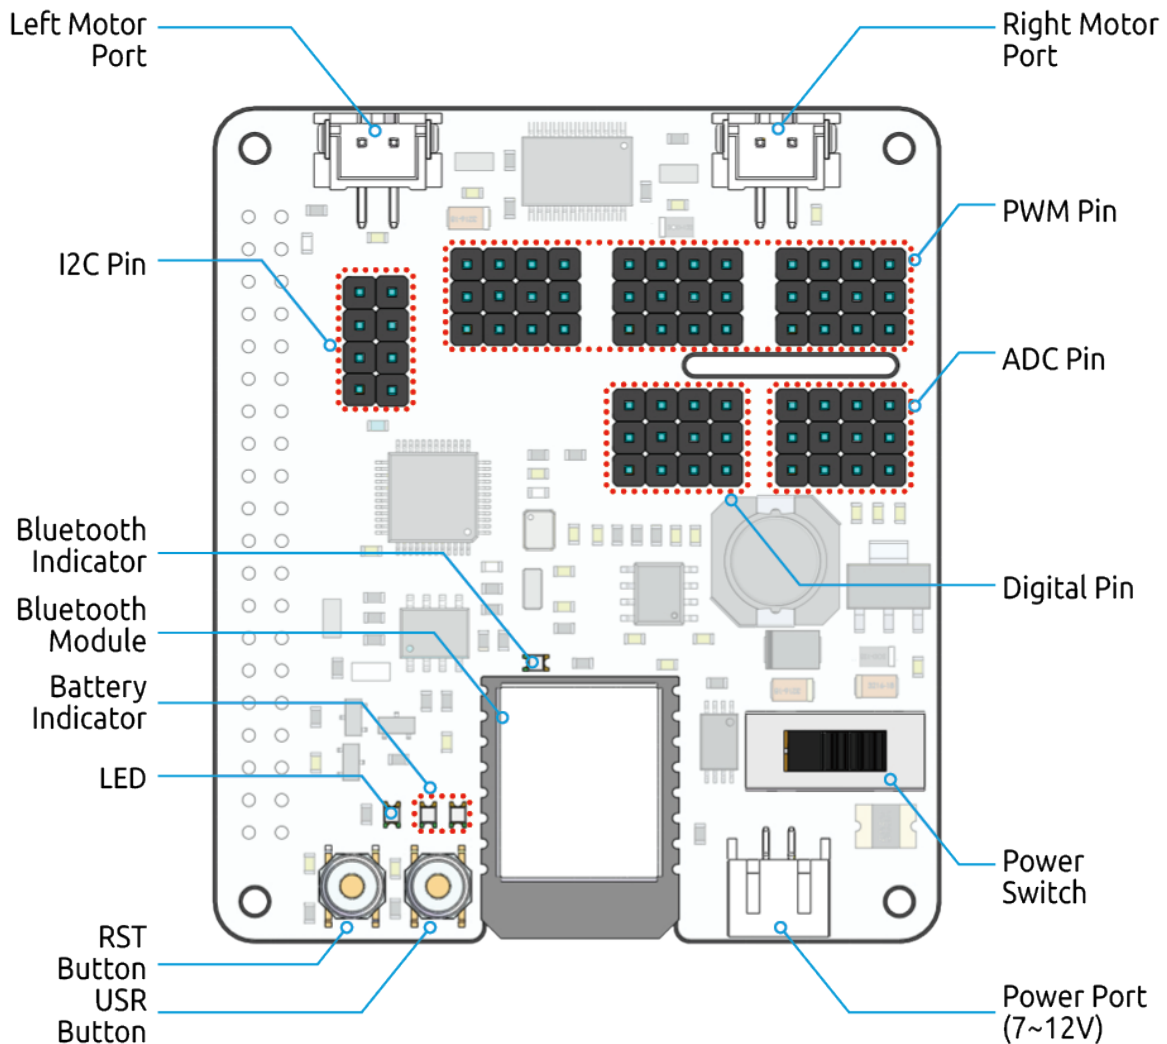 Left Motor
Port
Right Motor
Port
PWM Pin
I2C Pin
ADC Pin
Bluetooth
Indicator
Digital Pin
Bluetooth
Module
Battery
Indicator
LED
Power
Switch
RST
Button
USR
Button
Power Port
(7~12V)